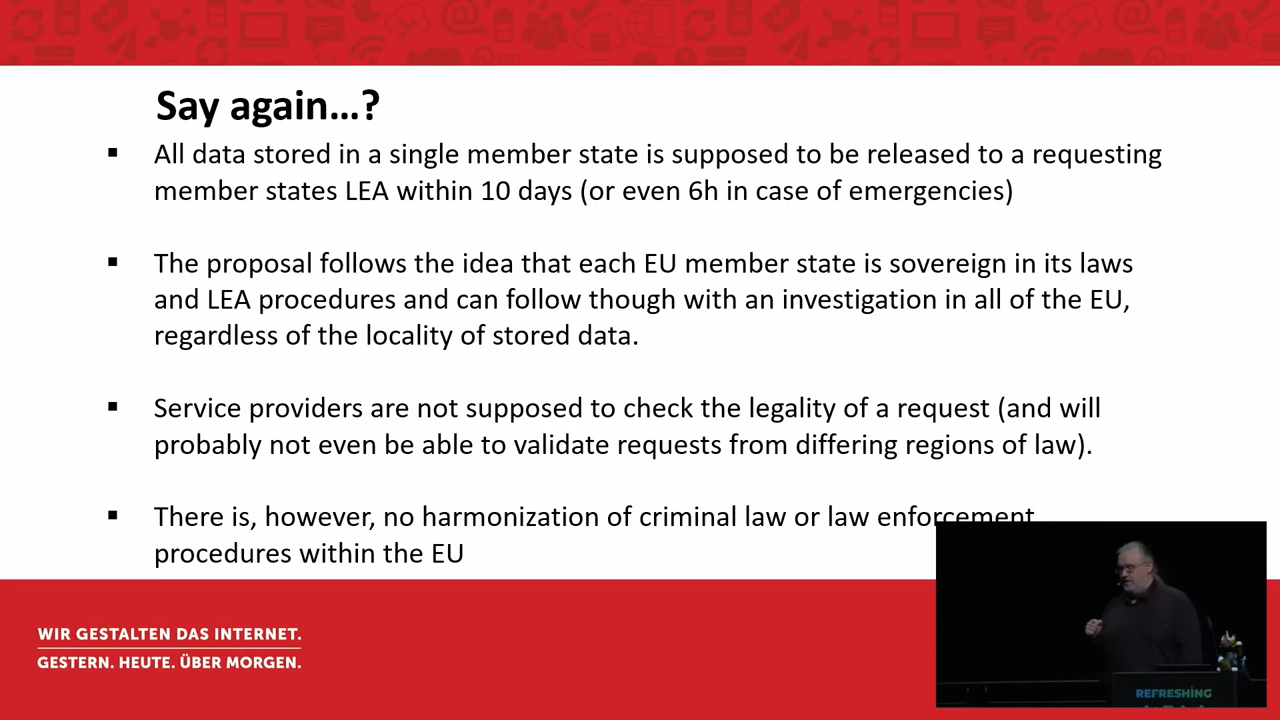 Say again...?
▪ All data stored in a single member state is supposed to be released to a requesting
member states LEA within 10 days (or even 6h in case of emergencies)
▪ The proposal follows the idea that each EU member state is sovereign in its laws
and LEA procedures and can follow though with an investigation in all of the EU,
regardless of the locality of stored data.
▪ Service providers are not supposed to check the legality of a request (and will
probably not even be able to validate requests from differing regions of law).
▪ There is, however, no harmonization of criminal law or law enforcement
procedures within the EU
WIR GESTALTEN DAS INTERNET.
GESTERN. HEUTE. ÜBER MORGEN.
REFRESHING